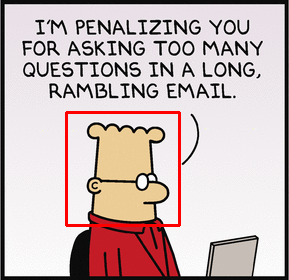 I'M PENALIZING YOU
FOR ASKING TOO MANY
QUESTIONS IN A LONG,
RAMBLING EMAIL.